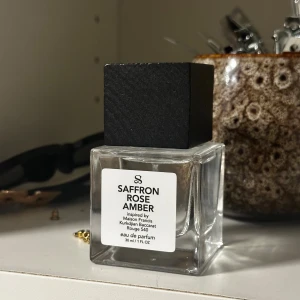 SAFFRON
ROSE
AMBER
inspired by
Maison Francis
Kurkdjian Baccarat
Rouge 540
eau de parfum
30 ml / 1 FL OZ